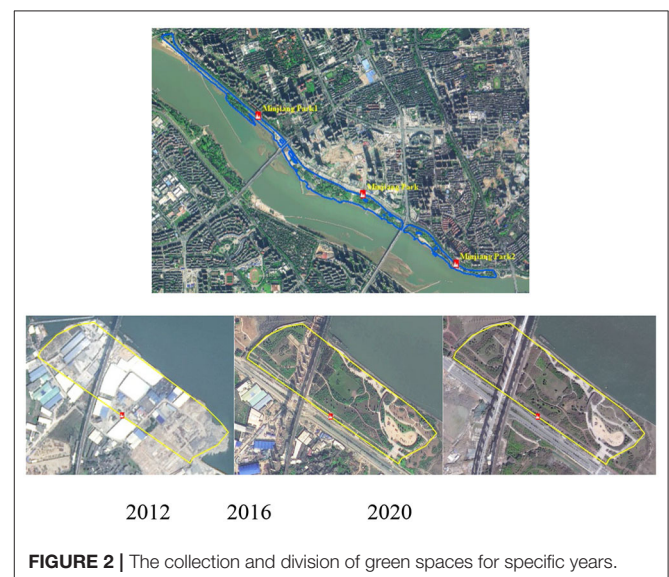 Minjiang Park1
Minjiang Park
Minjiang Park2
2012 2016 2020
FIGURE 2 | The collection and division of green spaces for specific years.